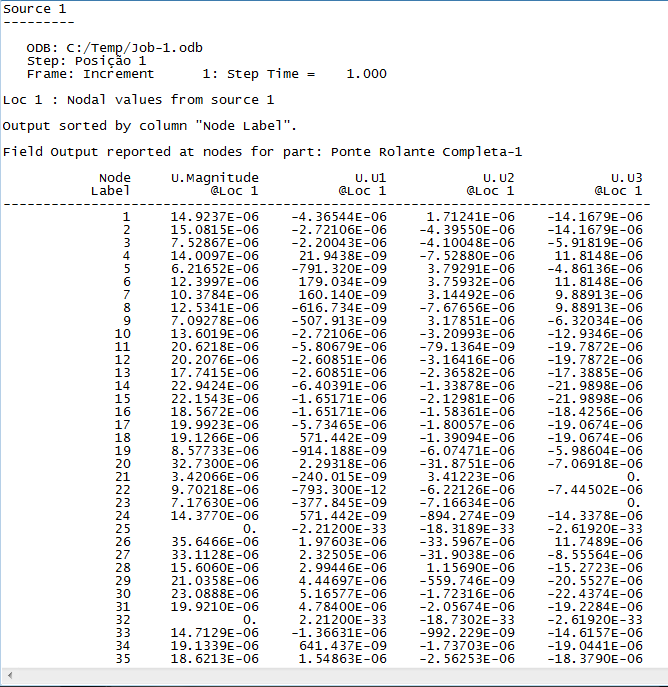 Source 1
---------
ODB: C:/Temp/Job-1.odb
Step: Posição 1
Frame: Increment      1: Step Time =    1.000
Loc 1 : Nodal values from source 1
Output sorted by column "Node Label".
Field Output reported at nodes for part: Ponte Rolante Completa-1
Node     U.Magnitude            U.U1            U.U2            U.U3
Label          @Loc 1          @Loc 1          @Loc 1          @Loc 1
---------------------------------------------------------------------------------
1     14.9237E-06    -4.36544E-06     1.71241E-06    -14.1679E-06
2     15.0815E-06    -2.72106E-06    -4.39550E-06    -14.1679E-06
3     7.52867E-06    -2.20043E-06    -4.10048E-06    -5.91819E-06
4     14.0097E-06     21.9438E-09    -7.52880E-06     11.8148E-06
5     6.21652E-06    -791.320E-09     3.79291E-06    -4.86136E-06
6     12.3997E-06     179.034E-09     3.75932E-06     11.8148E-06
7     10.3784E-06     160.140E-09     3.14492E-06     9.88913E-06
8     12.5341E-06    -616.734E-09    -7.67656E-06     9.88913E-06
9     7.09278E-06    -507.913E-09     3.17851E-06    -6.32034E-06
10     13.6019E-06    -2.72106E-06    -3.20993E-06    -12.9346E-06
11     20.6218E-06    -5.80679E-06    -79.1364E-09    -19.7872E-06
12     20.2076E-06    -2.60851E-06    -3.16416E-06    -19.7872E-06
13     17.7415E-06    -2.60851E-06    -2.36582E-06    -17.3885E-06
14     22.9424E-06    -6.40391E-06    -1.33878E-06    -21.9898E-06
15     22.1543E-06    -1.65171E-06    -2.12981E-06    -21.9898E-06
16     18.5672E-06    -1.65171E-06    -1.58361E-06    -18.4256E-06
17     19.9923E-06    -5.73465E-06    -1.80057E-06    -19.0674E-06
18     19.1266E-06     571.442E-09    -1.39094E-06    -19.0674E-06
19     8.57733E-06    -914.188E-09    -6.07471E-06    -5.98604E-06
20     32.7300E-06     2.29318E-06    -31.8751E-06    -7.06918E-06
21     3.42066E-06    -240.015E-09     3.41223E-06              0.
22     9.70218E-06    -793.300E-12    -6.22126E-06    -7.44502E-06
23     7.17630E-06    -377.845E-09    -7.16634E-06              0.
24     14.3770E-06     571.442E-09    -894.274E-09    -14.3378E-06
25              0.    -2.21200E-33    -18.3189E-33    -2.61920E-33
26     35.6466E-06     1.97603E-06    -33.5967E-06     11.7489E-06
27     33.1128E-06     2.32505E-06    -31.9038E-06    -8.55564E-06
28     15.6060E-06     2.99446E-06     1.15690E-06    -15.2723E-06
29     21.0358E-06     4.44697E-06    -559.746E-09    -20.5527E-06
30     23.0888E-06     5.16577E-06    -1.72316E-06    -22.4374E-06
31     19.9210E-06     4.78400E-06    -2.05674E-06    -19.2284E-06
32              0.     2.21200E-33    -18.7302E-33    -2.61920E-33
33     14.7129E-06    -1.36631E-06    -992.229E-09    -14.6157E-06
34     19.1339E-06     641.437E-09    -1.73703E-06    -19.0441E-06
35     18.6213E-06     1.54863E-06    -2.56253E-06    -18.3790E-06